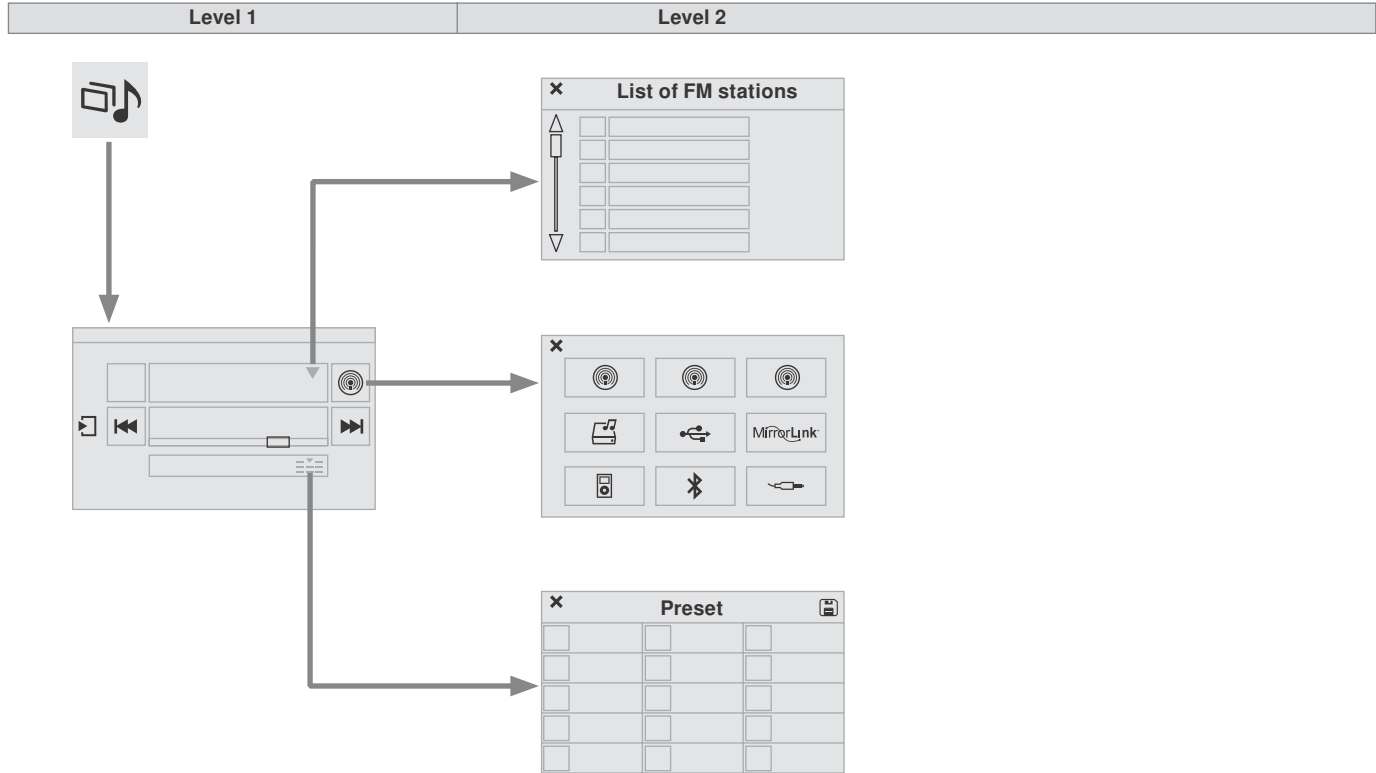 Level 1
Level 2
List of FM stations
MirrorLink
Preset